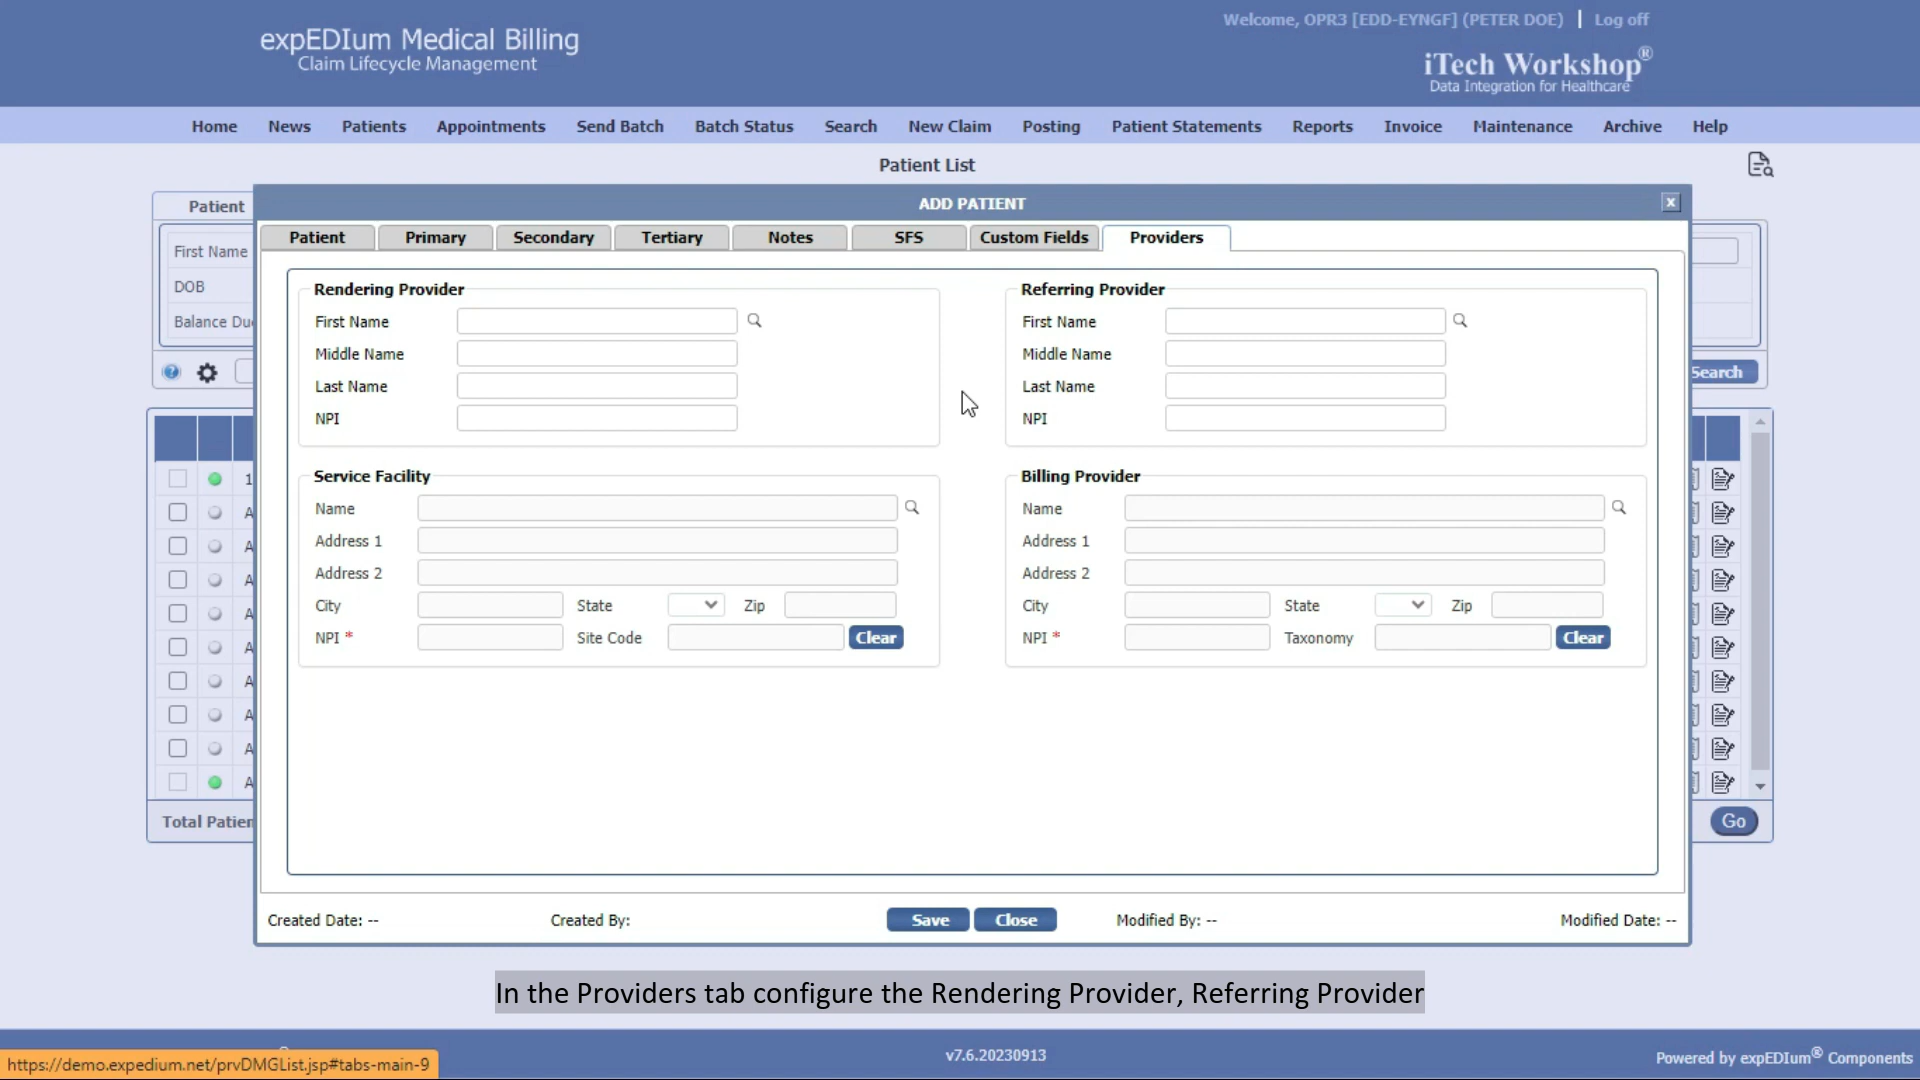 Welcome, OPR3 [EDD-EYNGF] (PETER DOE) | Log off
expEDIum Medical Billing
Claim Lifecycle Management
iTech Workshop®
Data Integration for Healthcare
Home News Patients Appointments Send Batch Batch Status Search New Claim Posting Patient Statements Reports Invoice Maintenance Archive Help
Patient List
Patient
First Name
DOB
Balance Du
Search
ADD PATIENT
x
Patient Primary Secondary Tertiary Notes SFS Custom Fields Providers
Rendering Provider
First Name
Middle Name
Last Name
NPI
Referring Provider
First Name
Middle Name
Last Name
NPI
Service Facility
Name
Address 1
Address 2
City State Zip
NPI * Site Code Clear
Billing Provider
Name
Address 1
Address 2
City State Zip
NPI * Taxonomy Clear
1
A
A
A
A
A
A
A
A
A
Total Patien
Go
Created Date: -- Created By: Save Close Modified By: -- Modified Date: --
In the Providers tab configure the Rendering Provider, Referring Provider
https://demo.expedium.net/prvDMGList.jsp#tabs-main-9
v7.6.20230913
Powered by expEDIum® Components